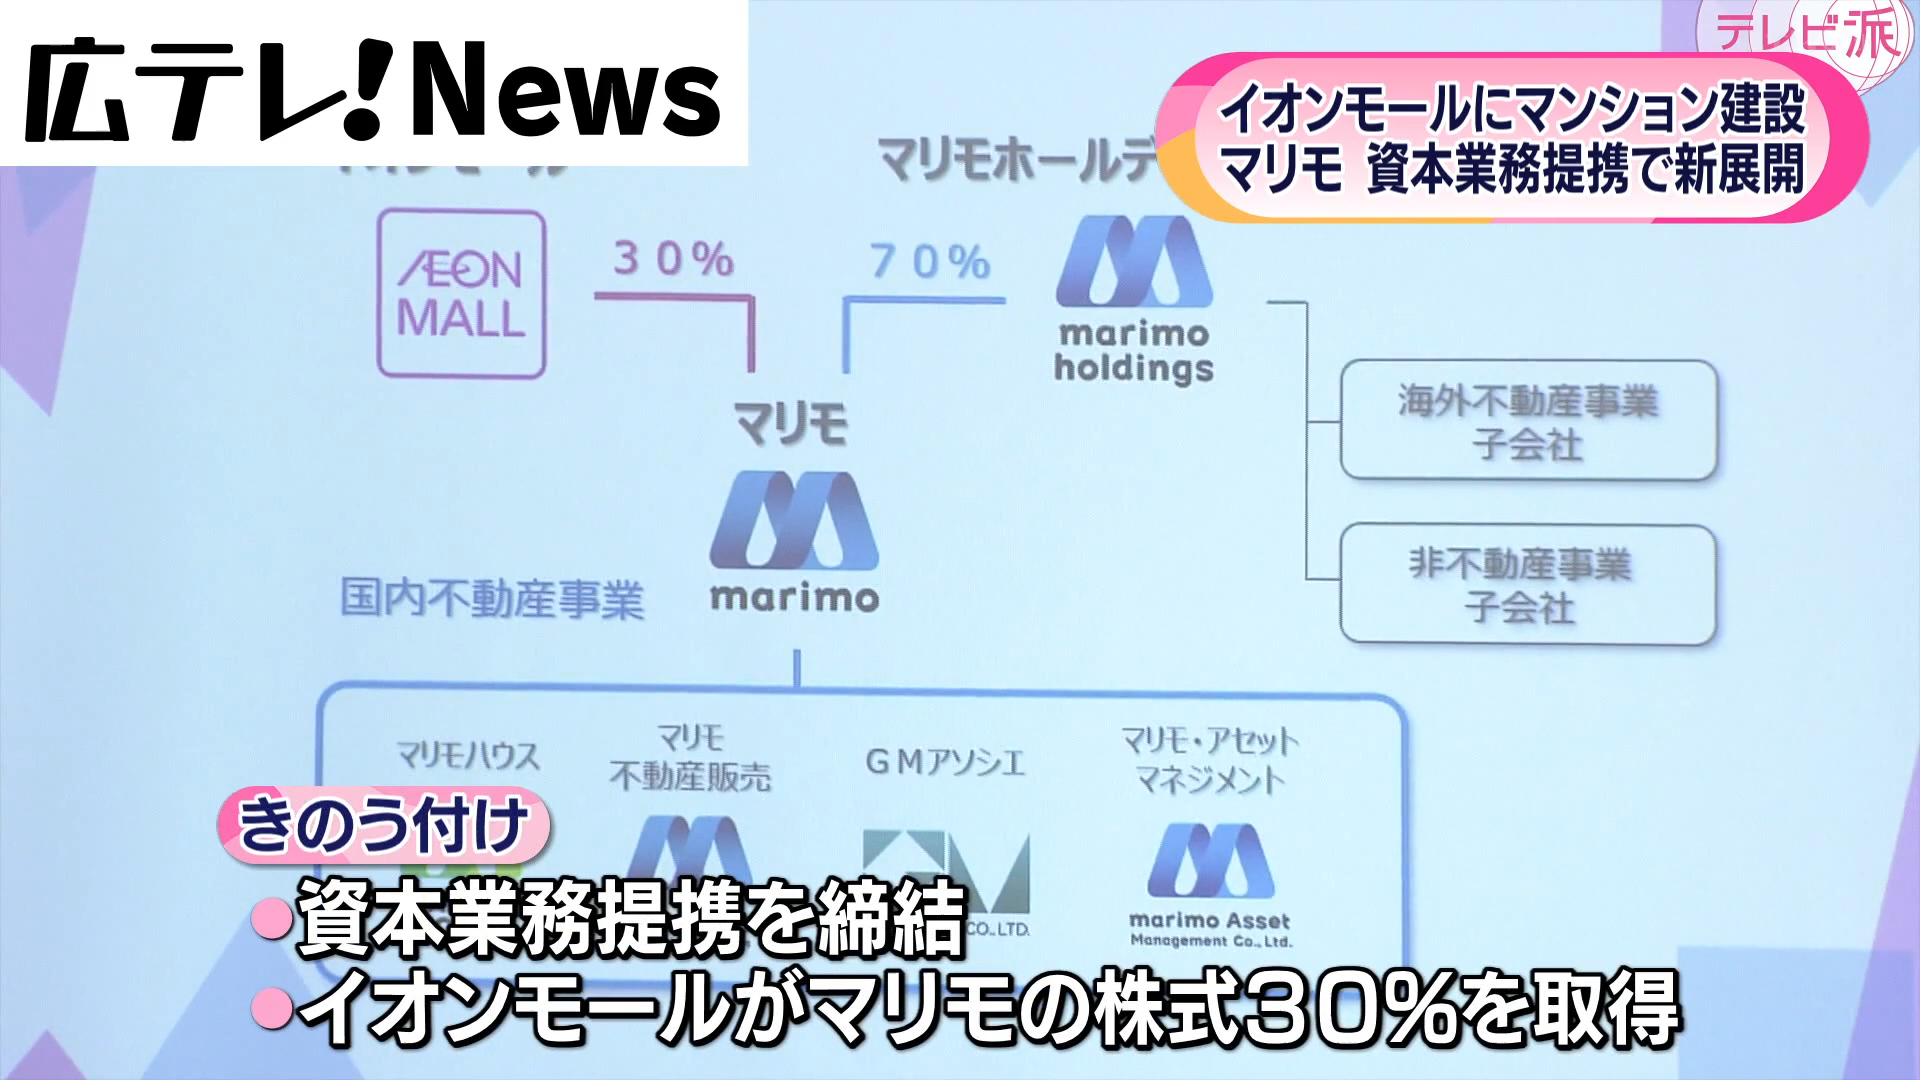 広テレ!News
テレビ派
イオンモールにマンション建設
マリモ 資本業務提携で新展開
マリモホールデ
ÆON
MALL
30%
70%
marimo
holdings
マリモ
marimo
海外不動産事業
子会社
非不動産事業
子会社
国内不動産事業
マリモハウス
マリモ
不動産販売
GMアソシエ
マリモ・アセット
マネジメント
GM
CO.,LTD.
marimo Asset
Management Co., Ltd.
きのう付け
●資本業務提携を締結
●イオンモールがマリモの株式30%を取得